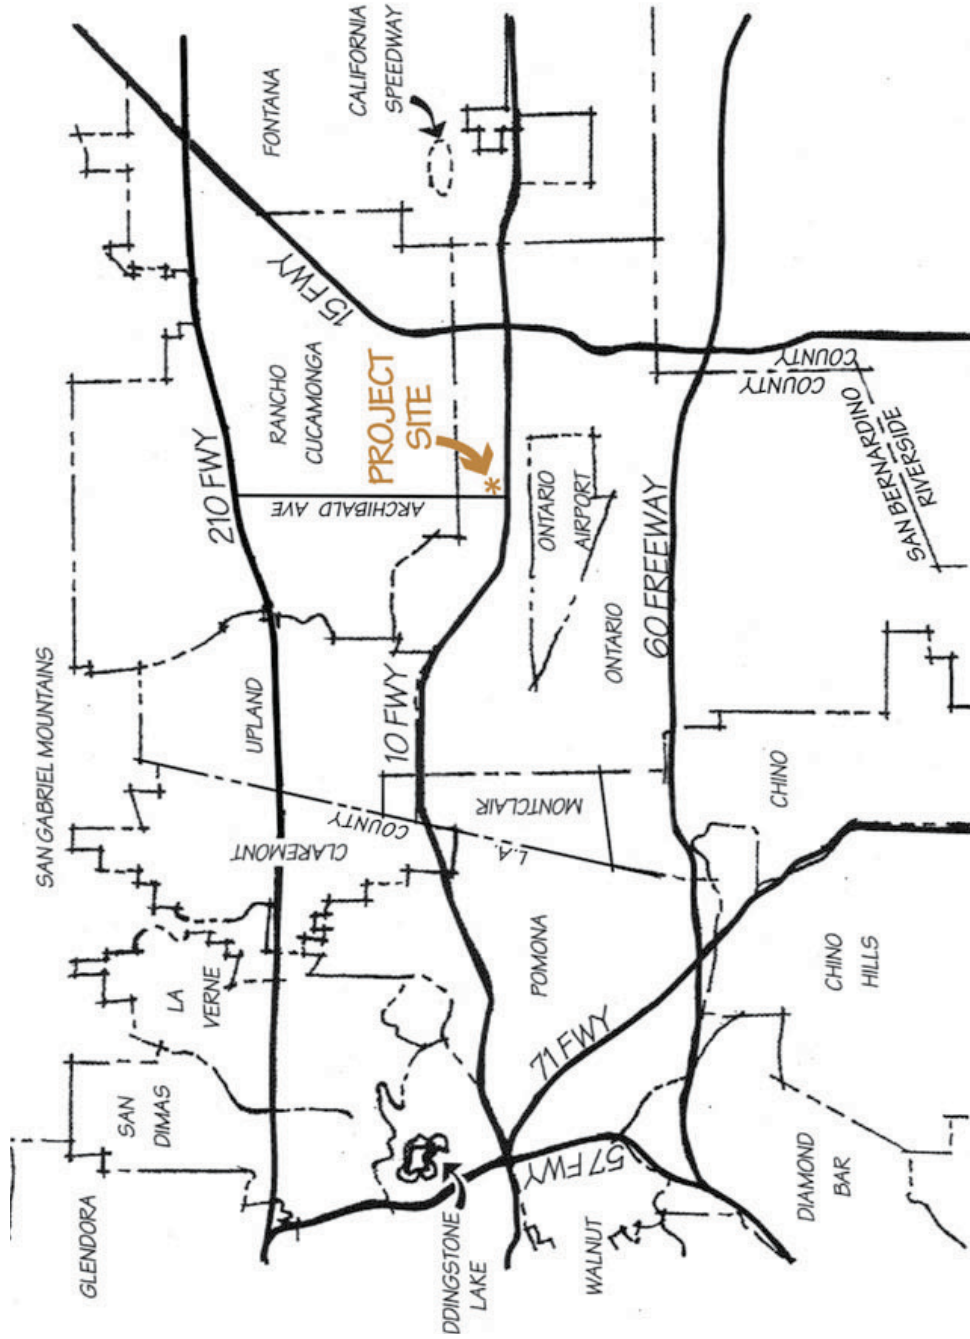 SAN GABRIEL MOUNTAINS
GLENDORA
SAN
DIMAS
LA
VERNE
UPLAND
210 FWY
CLAREMONT
FONTANA
15 FWY
RANCHO
CUCAMONGA
ARCHIBALD AVE
CALIFORNIA
SPEEDWAY
PROJECT
SITE
10 FWY
COUNTY
L.A.
DDINGSTONE
LAKE
57 FWY
71 FWY
POMONA
MONTCLAIR
ONTARIO
AIRPORT
ONTARIO
WALNUT
60 FREEWAY
DIAMOND
BAR
CHINO
HILLS
CHINO
SAN BERNARDINO
COUNTY
RIVERSIDE
COUNTY